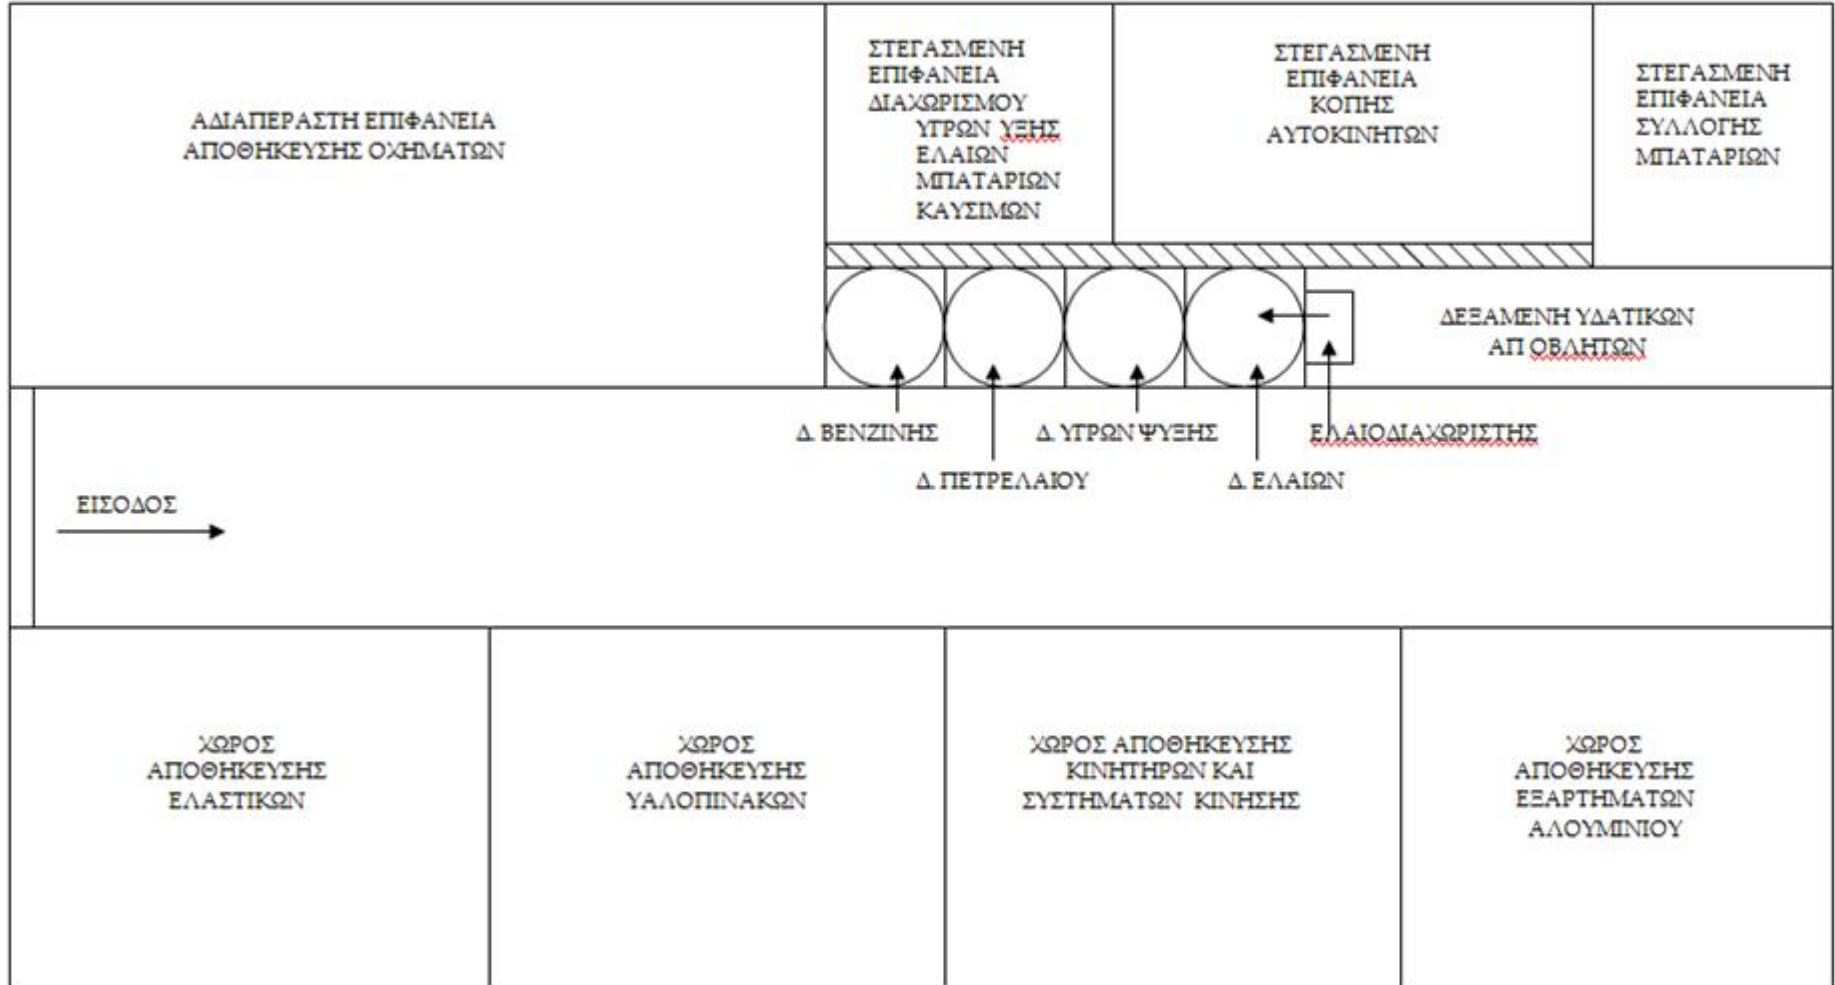 ΑΔΙΑΠΕΡΑΣΤΗ ΕΠΙΦΑΝΕΙΑ
ΑΠΟΘΗΚΕΥΣΗΣ ΟΧΗΜΑΤΩΝ
ΣΤΕΓΑΣΜΕΝΗ
ΕΠΙΦΑΝΕΙΑ
ΔΙΑΧΩΡΙΣΜΟΥ
ΥΓΡΩΝ ΥΞΗΣ
ΕΛΑΙΩΝ
ΜΠΑΤΑΡΙΩΝ
ΚΑΥΣΙΜΩΝ
ΣΤΕΓΑΣΜΕΝΗ
ΕΠΙΦΑΝΕΙΑ
ΚΟΠΗΣ
ΑΥΤΟΚΙΝΗΤΩΝ
ΣΤΕΓΑΣΜΕΝΗ
ΕΠΙΦΑΝΕΙΑ
ΣΥΛΛΟΓΗΣ
ΜΠΑΤΑΡΙΩΝ
ΔΕΞΑΜΕΝΗ ΥΔΑΤΙΚΩΝ
ΑΠ ΟΒΛΗΤΩΝ
Δ. ΒΕΝΖΙΝΗΣ
Δ. ΥΓΡΩΝ ΨΥΞΗΣ
ΕΛΑΙΟΔΙΑΧΩΡΙΣΤΗΣ
Δ. ΠΕΤΡΕΛΑΙΟΥ
Δ. ΕΛΑΙΩΝ
ΕΙΣΟΔΟΣ
ΧΩΡΟΣ
ΑΠΟΘΗΚΕΥΣΗΣ
ΕΛΑΣΤΙΚΩΝ
ΧΩΡΟΣ
ΑΠΟΘΗΚΕΥΣΗΣ
ΥΑΛΟΠΙΝΑΚΩΝ
ΧΩΡΟΣ ΑΠΟΘΗΚΕΥΣΗΣ
ΚΙΝΗΤΗΡΩΝ ΚΑΙ
ΣΥΣΤΗΜΑΤΩΝ ΚΙΝΗΣΗΣ
ΧΩΡΟΣ
ΑΠΟΘΗΚΕΥΣΗΣ
ΕΞΑΡΤΗΜΑΤΩΝ
ΑΛΟΥΜΙΝΙΟΥ